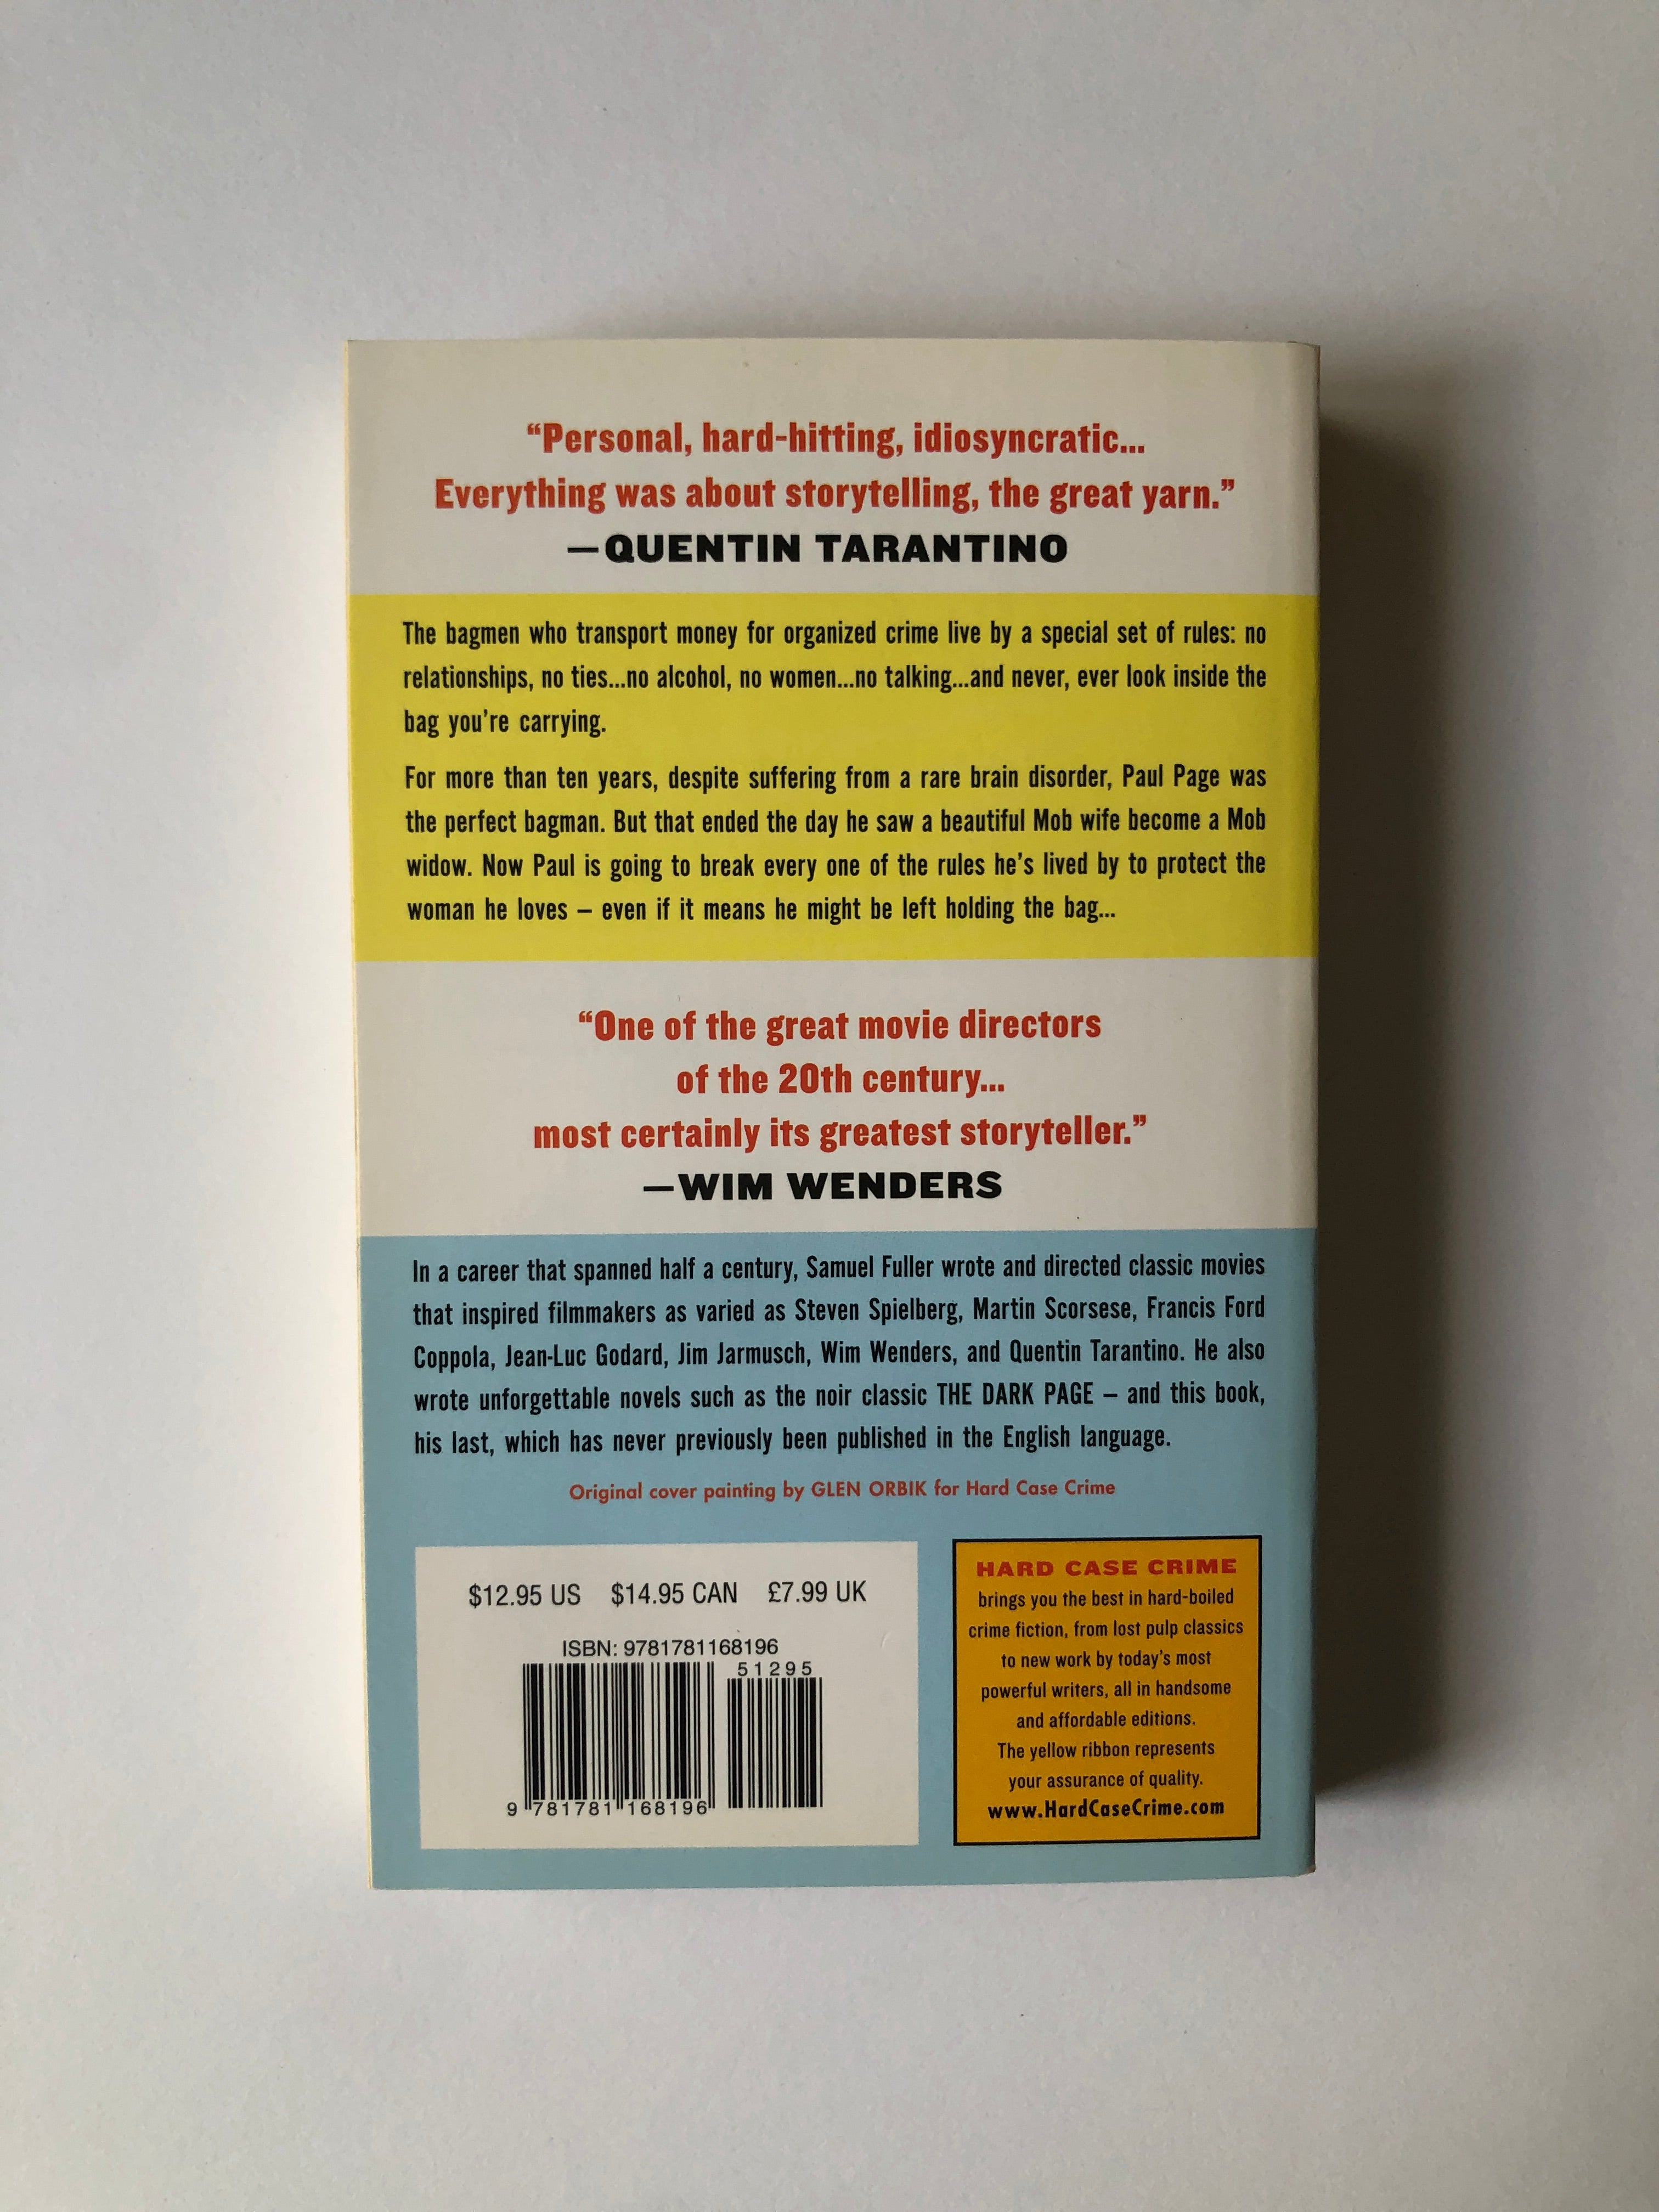 “Personal, hard-hitting, idiosyncratic...
Everything was about storytelling, the great yarn.”
—QUENTIN TARANTINO
The bagmen who transport money for organized crime live by a special set of rules: no
relationships, no ties...no alcohol, no women...no talking...and never, ever look inside the
bag you're carrying.
For more than ten years, despite suffering from a rare brain disorder, Paul Page was
the perfect bagman. But that ended the day he saw a beautiful Mob wife become a Mob
widow. Now Paul is going to break every one of the rules he's lived by to protect the
woman he loves – even if it means he might be left holding the bag...
“One of the great movie directors
of the 20th century...
most certainly its greatest storyteller.”
—WIM WENDERS
In a career that spanned half a century, Samuel Fuller wrote and directed classic movies
that inspired filmmakers as varied as Steven Spielberg, Martin Scorsese, Francis Ford
Coppola, Jean-Luc Godard, Jim Jarmusch, Wim Wenders, and Quentin Tarantino. He also
wrote unforgettable novels such as the noir classic THE DARK PAGE – and this book,
his last, which has never previously been published in the English language.
Original cover painting by GLEN ORBIK for Hard Case Crime
$12.95 US $14.95 CAN £7.99 UK
ISBN: 9781781168196
51295
9 781781 168196
HARD CASE CRIME
brings you the best in hard-boiled
crime fiction, from lost pulp classics
to new work by today's most
powerful writers, all in handsome
and affordable editions.
The yellow ribbon represents
your assurance of quality.
www.HardCaseCrime.com